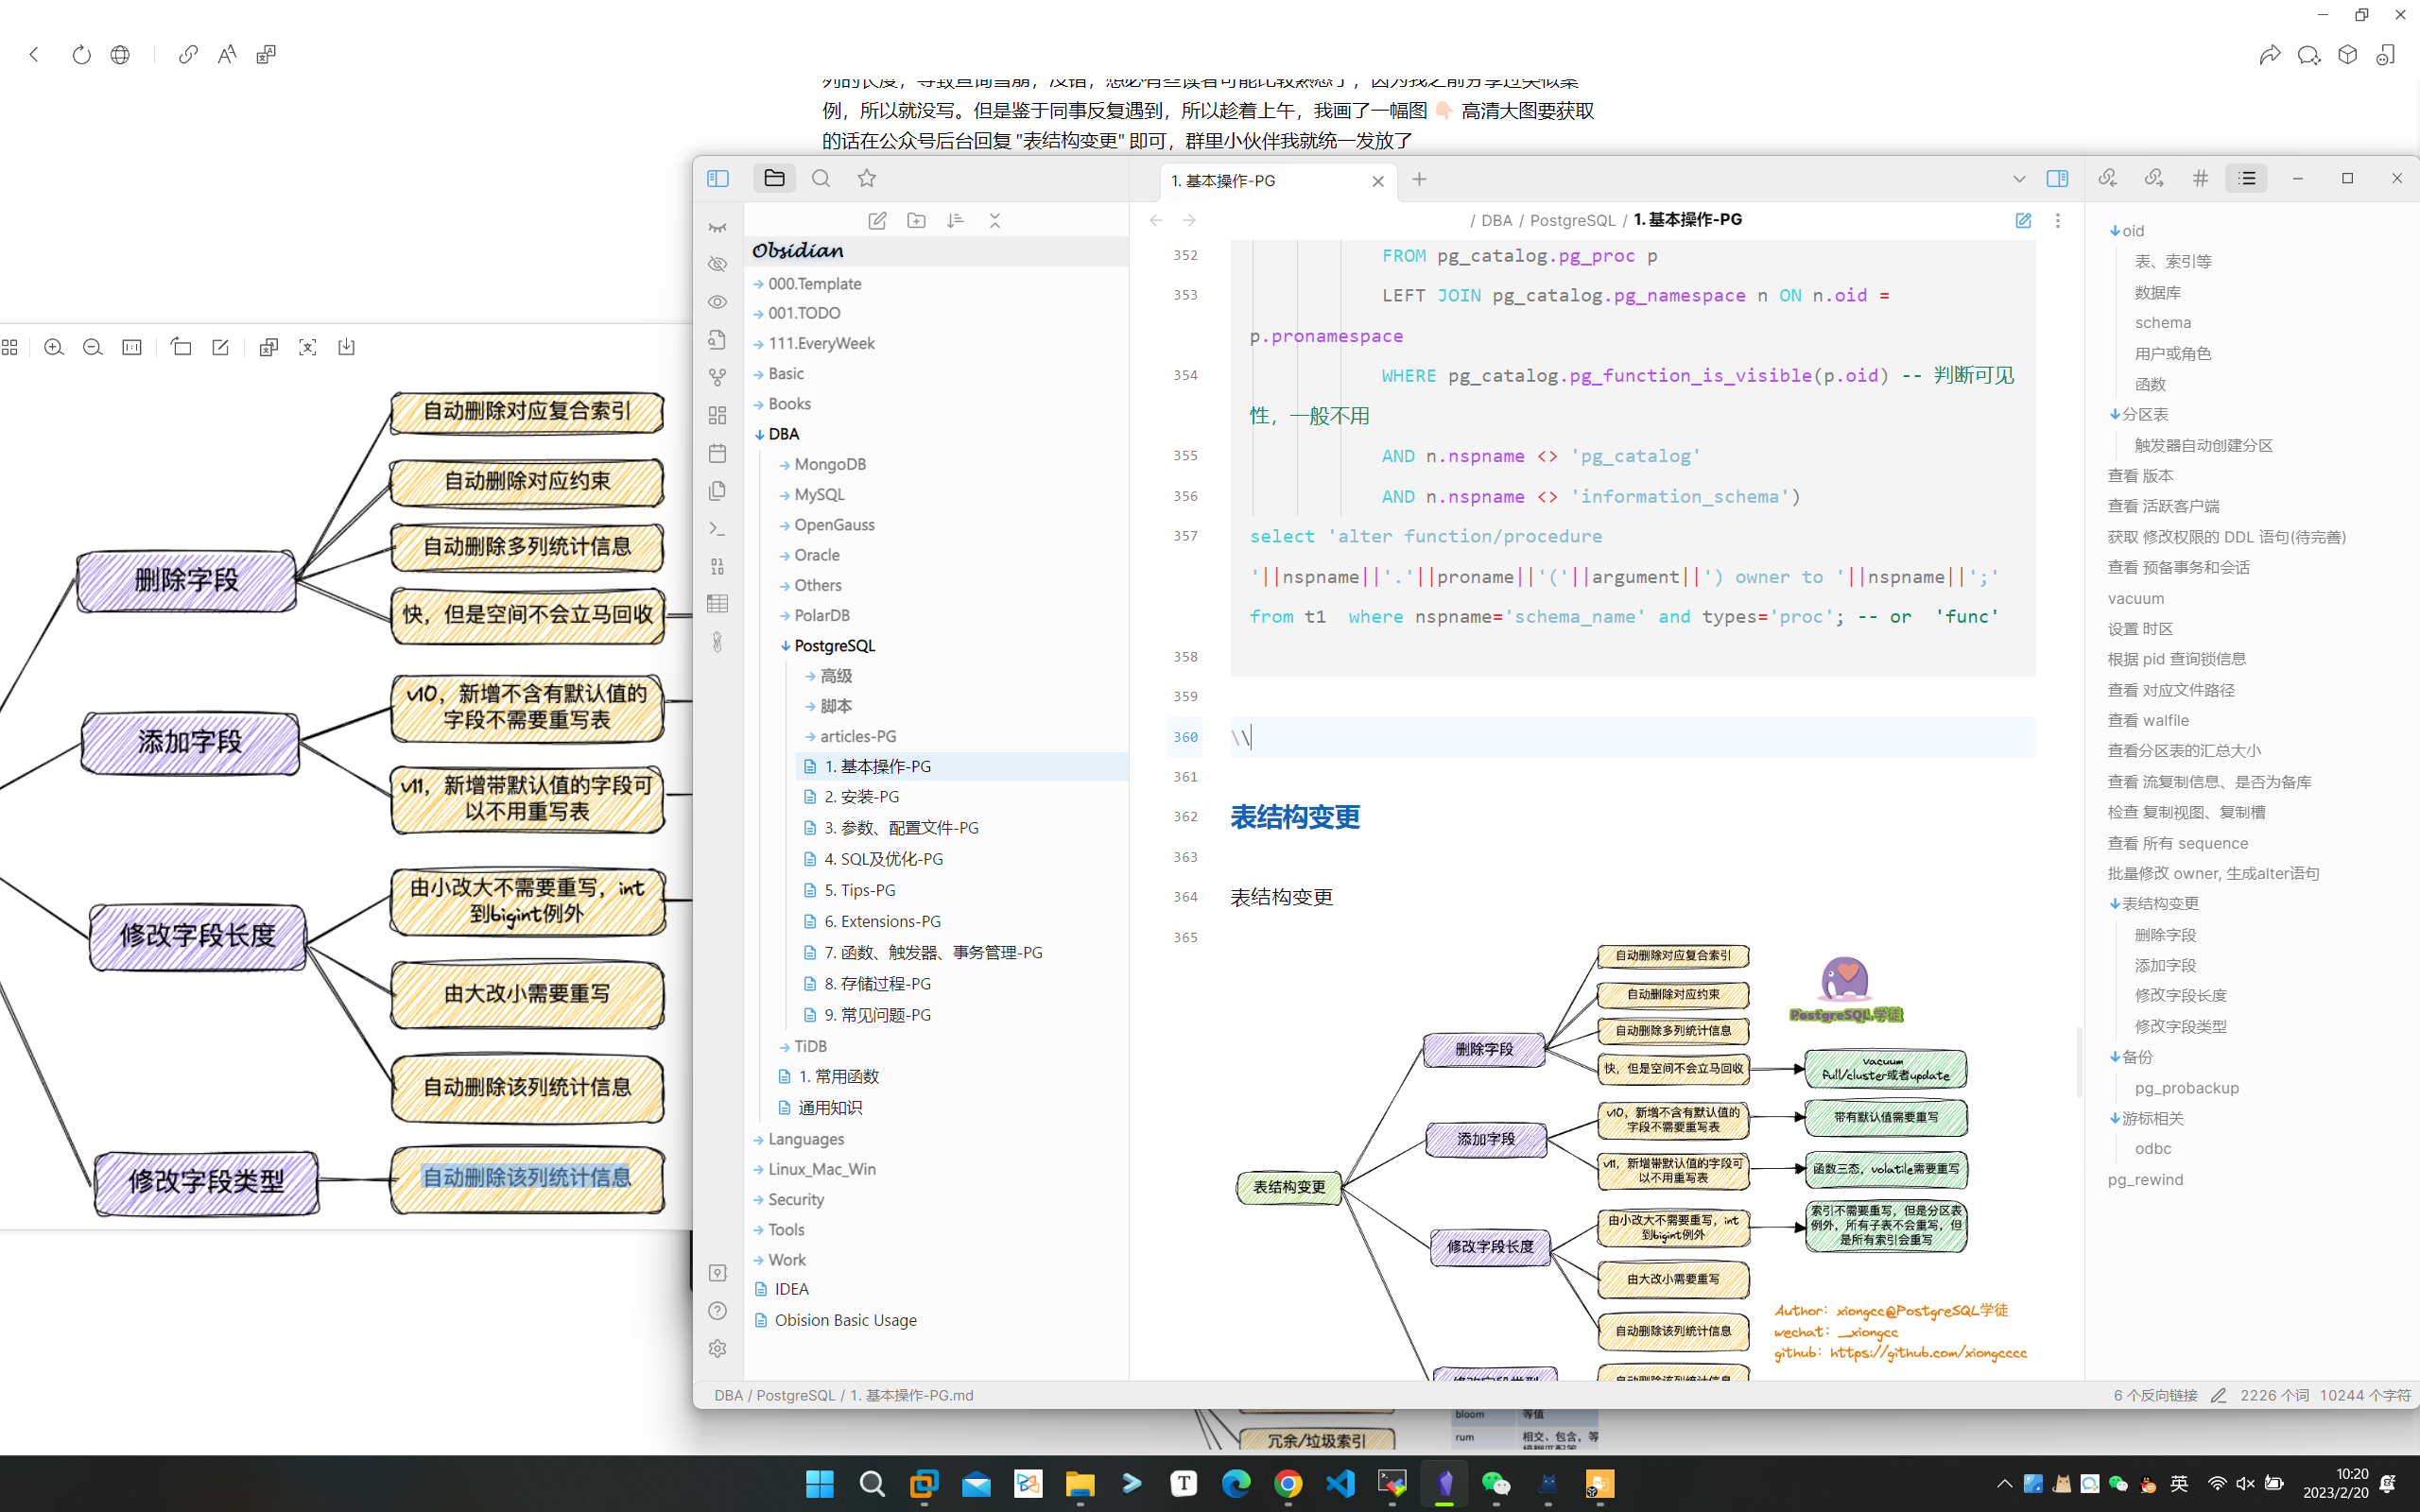 例，所以就没写。但是鉴于同事反复遇到，所以趁着上午，我画了一幅图 👇🏻 高清大图要获取
的话在公众号后台回复 "表结构变更" 即可，群里小伙伴我就统一发放了
自动删除对应复合索引
自动删除对应约束
自动删除多列统计信息
删除字段
快，但是空间不会立马回收
v10，新增不含有默认值的
字段不需要重写表
添加字段
v11，新增带默认值的字段可
以不用重写表
由小改大不需要重写，int
到bigint例外
修改字段长度
由大改小需要重写
自动删除该列统计信息
修改字段类型
自动删除该列统计信息
Obsidian
000.Template
001.TODO
111.EveryWeek
Basic
Books
DBA
MongoDB
MySQL
OpenGauss
Oracle
Others
PolarDB
PostgreSQL
高级
脚本
articles-PG
1. 基本操作-PG
2. 安装-PG
3. 参数、配置文件-PG
4. SQL及优化-PG
5. Tips-PG
6. Extensions-PG
7. 函数、触发器、事务管理-PG
8. 存储过程-PG
9. 常见问题-PG
TiDB
1. 常用函数
通用知识
Languages
Linux_Mac_Win
Security
Tools
Work
IDEA
Obision Basic Usage
1. 基本操作-PG
/ DBA / PostgreSQL / 1. 基本操作-PG
352 FROM pg_catalog.pg_proc p
353 LEFT JOIN pg_catalog.pg_namespace n ON n.oid =
p.pronamespace
354 WHERE pg_catalog.pg_function_is_visible(p.oid) -- 判断可见
性，一般不用
355 AND n.nspname <> 'pg_catalog'
356 AND n.nspname <> 'information_schema')
357 select 'alter function/procedure
'||nspname||'.'||proname||'('||argument||') owner to '||nspname||';'
from t1  where nspname='schema_name' and types='proc'; -- or  'func'
358
359
360 \\
361
362 表结构变更
363
364 表结构变更
365
自动删除对应复合索引
自动删除对应约束
自动删除多列统计信息
删除字段
快，但是空间不会立马回收
vacuum
full/cluster或者update
v10，新增不含有默认值的
字段不需要重写表
带有默认值需要重写
添加字段
v11，新增带默认值的字段可
以不用重写表
函数三态，volatile需要重写
表结构变更
由小改大不需要重写，int
到bigint例外
索引不需要重写，但是分区表
例外，所有子表不会重写，但
是所有索引会重写
修改字段长度
由大改小需要重写
自动删除该列统计信息
修改字段类型
自动删除该列统计信息
PostgreSQL学徒
Author：xiongcc@PostgreSQL学徒
wechat：_xiongcc
github：https://github.com/xiongcccc
oid
表、索引等
数据库
schema
用户或角色
函数
分区表
触发器自动创建分区
查看 版本
查看 活跃客户端
获取 修改权限的 DDL 语句(待完善)
查看 预备事务和会话
vacuum
设置 时区
根据 pid 查询锁信息
查看 对应文件路径
查看 walfile
查看分区表的汇总大小
查看 流复制信息、是否为备库
检查 复制视图、复制槽
查看 所有 sequence
批量修改 owner, 生成alter语句
表结构变更
删除字段
添加字段
修改字段长度
修改字段类型
备份
pg_probackup
游标相关
odbc
pg_rewind
DBA / PostgreSQL / 1. 基本操作-PG.md
6 个反向链接 2226 个词 10244 个字符
bloom 等值
rum 相交、包含，等
冗余/垃圾索引
英
10:20
2023/2/20